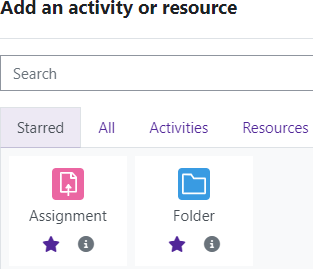 Add an activity or resource
Search
Starred All Activities Resources
Assignment Folder